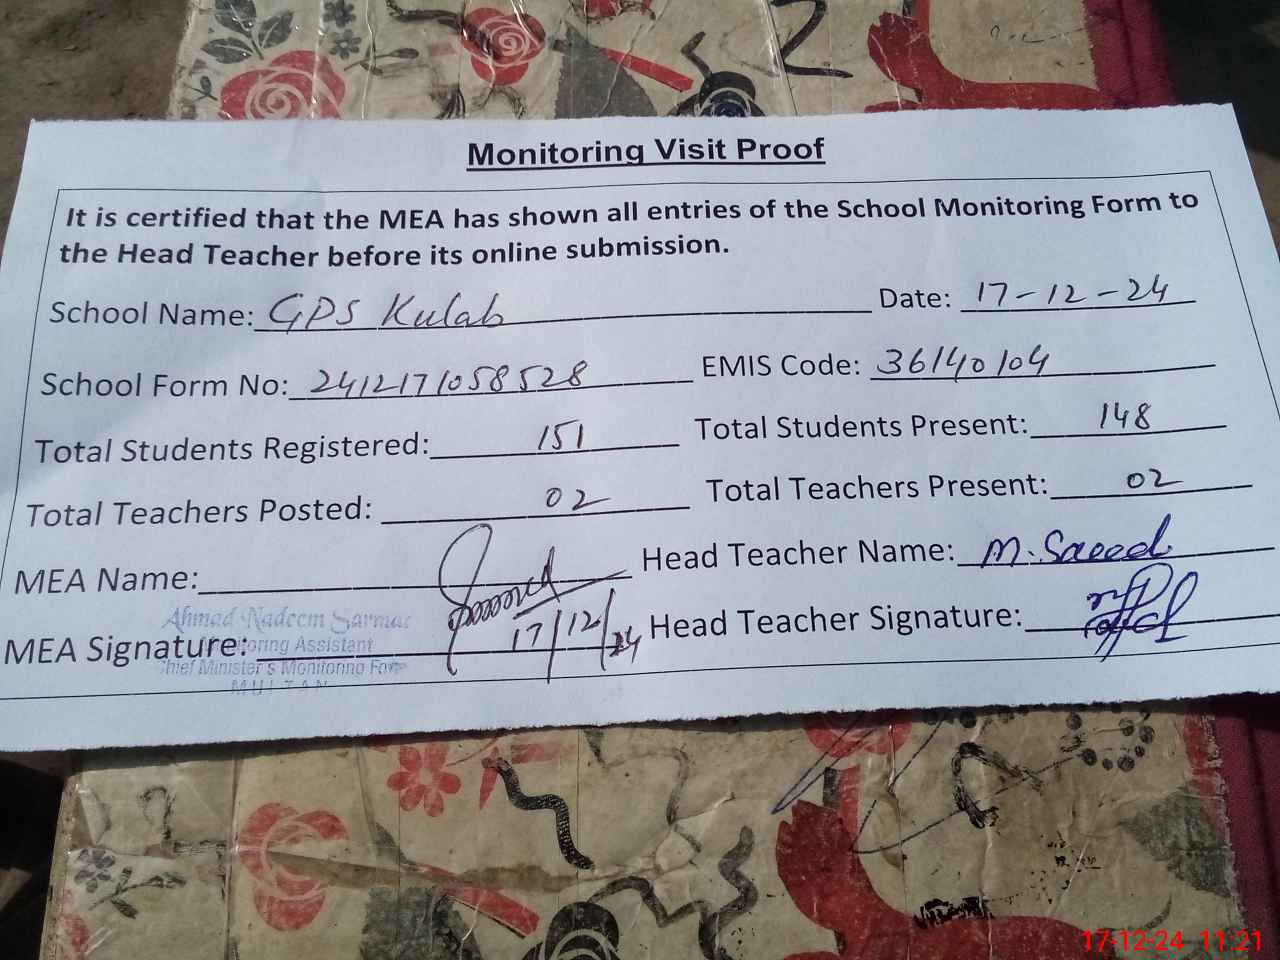 Monitoring Visit Proof
It is certified that the MEA has shown all entries of the School Monitoring Form to
the Head Teacher before its online submission.
School Name: GPS Kulab Date: 17-12-24
School Form No: 2412171058528 EMIS Code: 36140104
Total Students Registered: 151 Total Students Present: 148
Total Teachers Posted: 02 Total Teachers Present: 02
MEA Name: Head Teacher Name: M. Saeed
Ahmad Nadeem
MEA Signature: 17/12/24 Head Teacher Signature:
Monitoring Assistant
Chief Minister's Monitoring
MULTAN
17-12-24 11:21